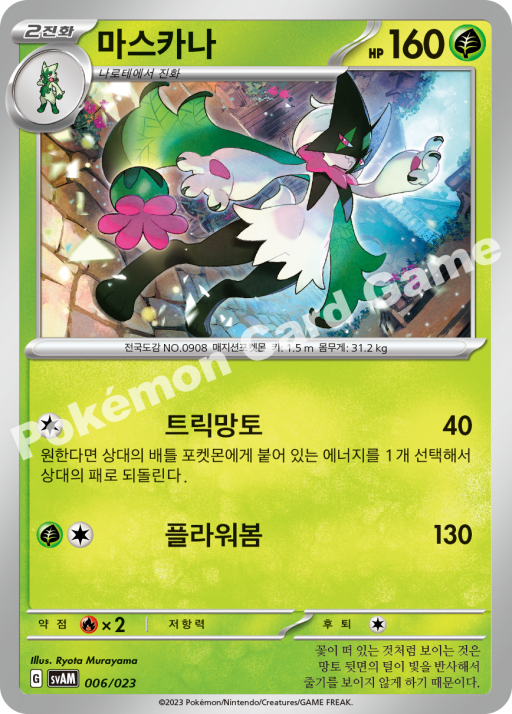 2진화
마스카나
HP 160
나로테에서 진화
전국도감 NO.0908 매지션포켓몬 키: 1.5 m 몸무게: 31.2 kg
Pokémon Card Game
트릭망토 40
원한다면 상대의 배틀 포켓몬에게 붙어 있는 에너지를 1개 선택해서
상대의 패로 되돌린다.
플라워봄 130
약점 ×2 저항력 후퇴
Illus. Ryota Murayama
G svAM 006/023
꽃이 떠 있는 것처럼 보이는 것은
망토 뒷면의 털이 빛을 반사해서
줄기를 보이지 않게 하기 때문이다.
©2023 Pokémon/Nintendo/Creatures/GAME FREAK.